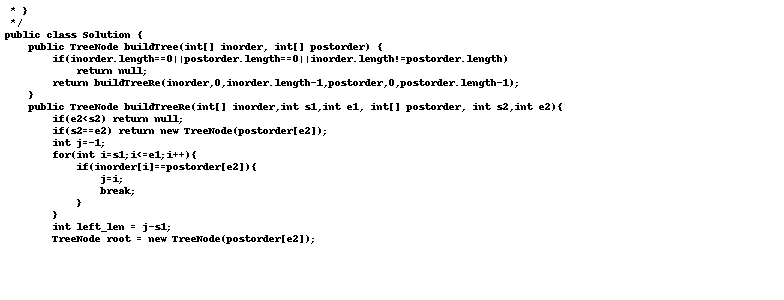 * }
 */
public class Solution {
    public TreeNode buildTree(int[] inorder, int[] postorder) {
        if(inorder.length==0||postorder.length==0||inorder.length!=postorder.length)
            return null;
        return buildTreeRe(inorder,0,inorder.length-1,postorder,0,postorder.length-1);
    }
    public TreeNode buildTreeRe(int[] inorder,int s1,int e1, int[] postorder, int s2,int e2){
        if(e2<s2) return null;
        if(s2==e2) return new TreeNode(postorder[e2]);
        int j=-1;
        for(int i=s1;i<=e1;i++){
            if(inorder[i]==postorder[e2]){
                j=i;
                break;
            }
        }
        int left_len = j-s1;
        TreeNode root = new TreeNode(postorder[e2]);